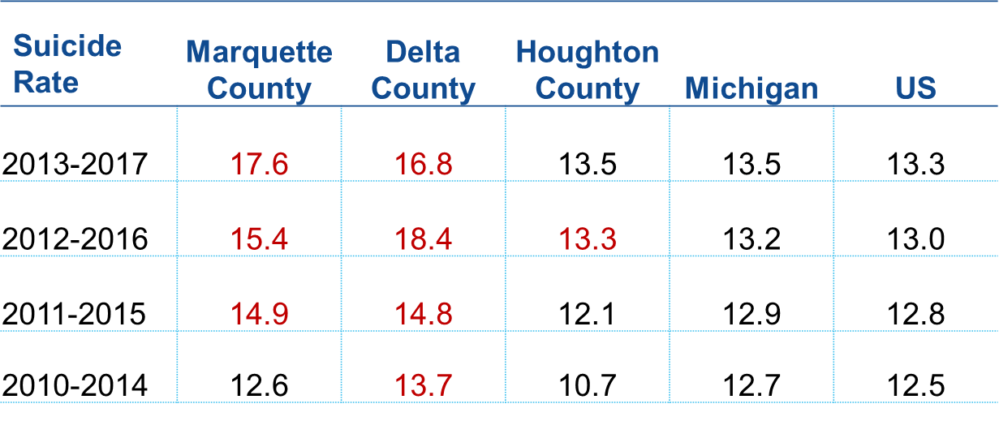 Suicide Rate Marquette County Delta County Houghton County Michigan US
2013-2017 17.6 16.8 13.5 13.5 13.3
2012-2016 15.4 18.4 13.3 13.2 13.0
2011-2015 14.9 14.8 12.1 12.9 12.8
2010-2014 12.6 13.7 10.7 12.7 12.5